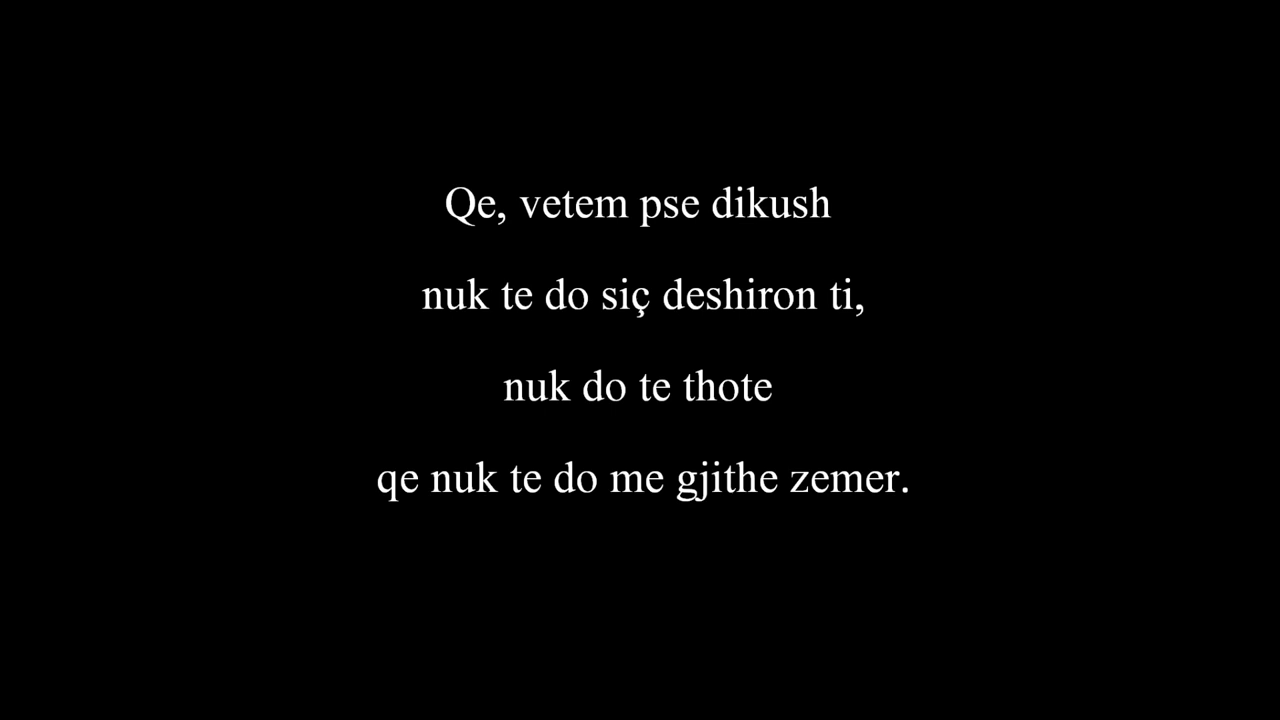 Qe, vetem pse dikush
nuk te do siç deshiron ti,
nuk do te thote
qe nuk te do me gjithe zemer.